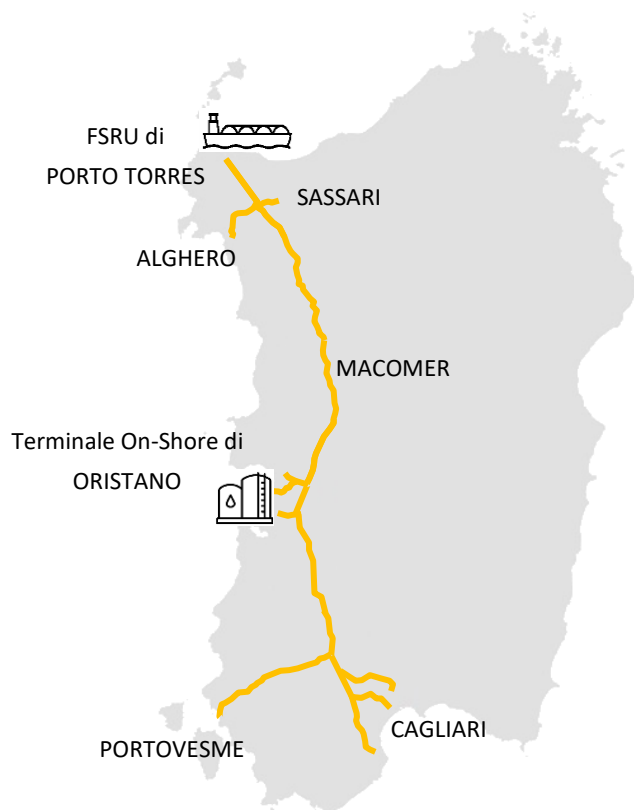 FSRU di
PORTO TORRES
SASSARI
ALGHERO
MACOMER
Terminale On-Shore di
ORISTANO
CAGLIARI
PORTOVESME